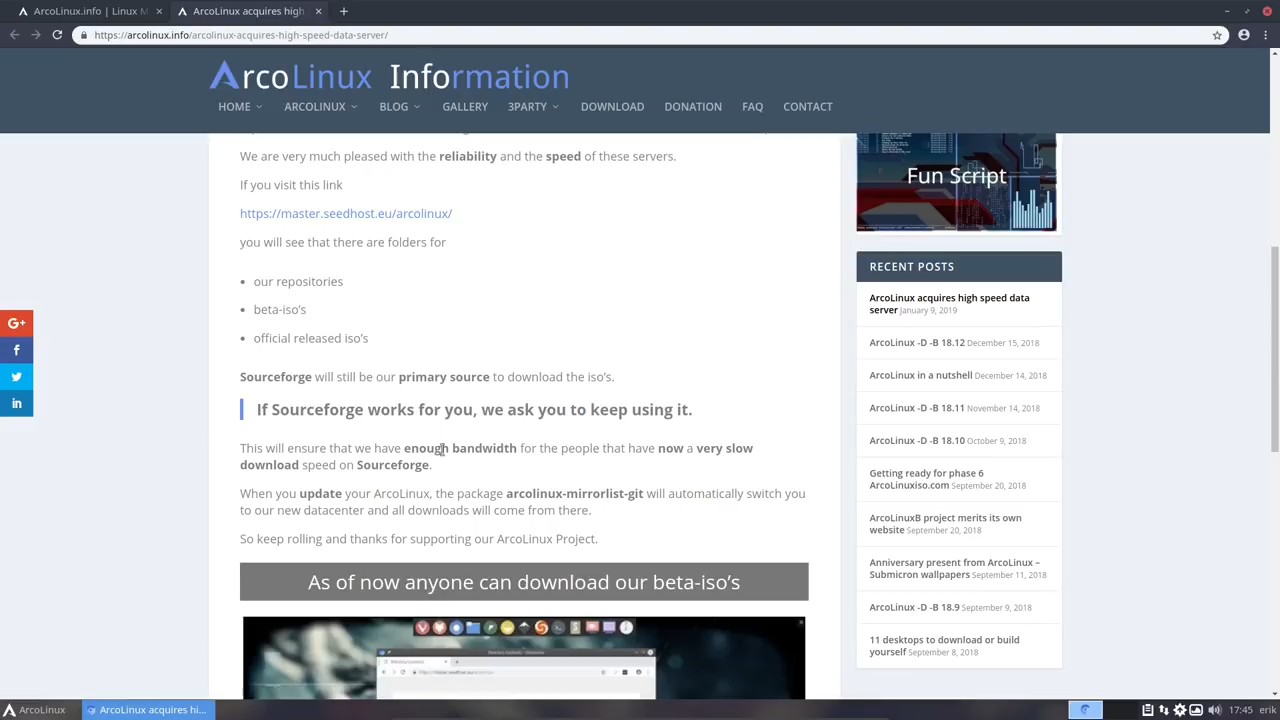 ArcoLinux.info | Linux M
ArcoLinux acquires high
https://arcolinux.info/arcolinux-acquires-high-speed-data-server/
ArcoLinux Information
HOME
ARCOLINUX
BLOG
GALLERY
3PARTY
DOWNLOAD
DONATION
FAQ
CONTACT
We are very much pleased with the reliability and the speed of these servers.
If you visit this link
https://master.seedhost.eu/arcolinux/
you will see that there are folders for
• our repositories
• beta-iso's
• official released iso's
Sourceforge will still be our primary source to download the iso's.
If Sourceforge works for you, we ask you to keep using it.
This will ensure that we have enough bandwidth for the people that have now a very slow
download speed on Sourceforge.
When you update your ArcoLinux, the package arcolinux-mirrorlist-git will automatically switch you
to our new datacenter and all downloads will come from there.
So keep rolling and thanks for supporting our ArcoLinux Project.
As of now anyone can download our beta-iso's
Fun Script
RECENT POSTS
ArcoLinux acquires high speed data
server January 9, 2019
ArcoLinux -D -B 18.12 December 15, 2018
ArcoLinux in a nutshell December 14, 2018
ArcoLinux -D -B 18.11 November 14, 2018
ArcoLinux -D -B 18.10 October 9, 2018
Getting ready for phase 6
ArcoLinuxiso.com September 20, 2018
ArcoLinuxB project merits its own
website September 20, 2018
Anniversary present from ArcoLinux –
Submicron wallpapers September 11, 2018
ArcoLinux -D -B 18.9 September 9, 2018
11 desktops to download or build
yourself September 8, 2018
G+
f
in
ArcoLinux
ArcoLinux acquires hi...
17:45
erik